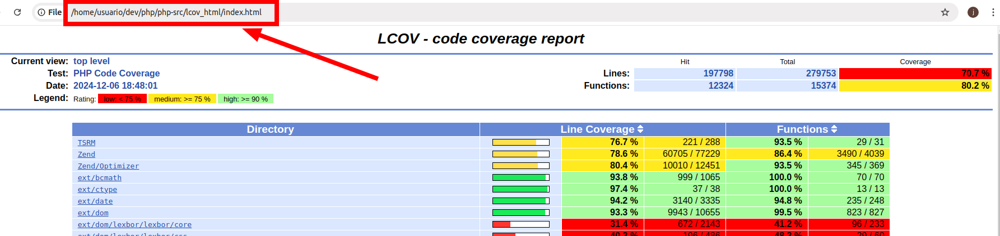 File /home/usuario/dev/php/php-src/lcov_html/index.html j
LCOV - code coverage report
Current view: top level Hit Total Coverage
Test: PHP Code Coverage Lines: 197798 279753 70.7 %
Date: 2024-12-06 18:48:01 Functions: 12324 15374 80.2 %
Legend: Rating: low: < 75 % medium: >= 75 % high: >= 90 %
Directory Line Coverage Functions
TSRM 76.7 % 221 / 288 93.5 % 29 / 31
Zend 78.6 % 60705 / 77229 86.4 % 3490 / 4039
Zend/Optimizer 80.4 % 10010 / 12451 93.5 % 345 / 369
ext/bcmath 93.8 % 999 / 1065 100.0 % 70 / 70
ext/ctype 97.4 % 37 / 38 100.0 % 13 / 13
ext/date 94.2 % 3140 / 3335 94.8 % 235 / 248
ext/dom 93.3 % 9943 / 10655 99.5 % 823 / 827
ext/dom/lexbor/lexbor/core 31.4 % 672 / 2143 41.2 % 96 / 233
ext/dom/lexbor/lexbor/css 40.3 % 196 / 486 48.3 % 29 / 60